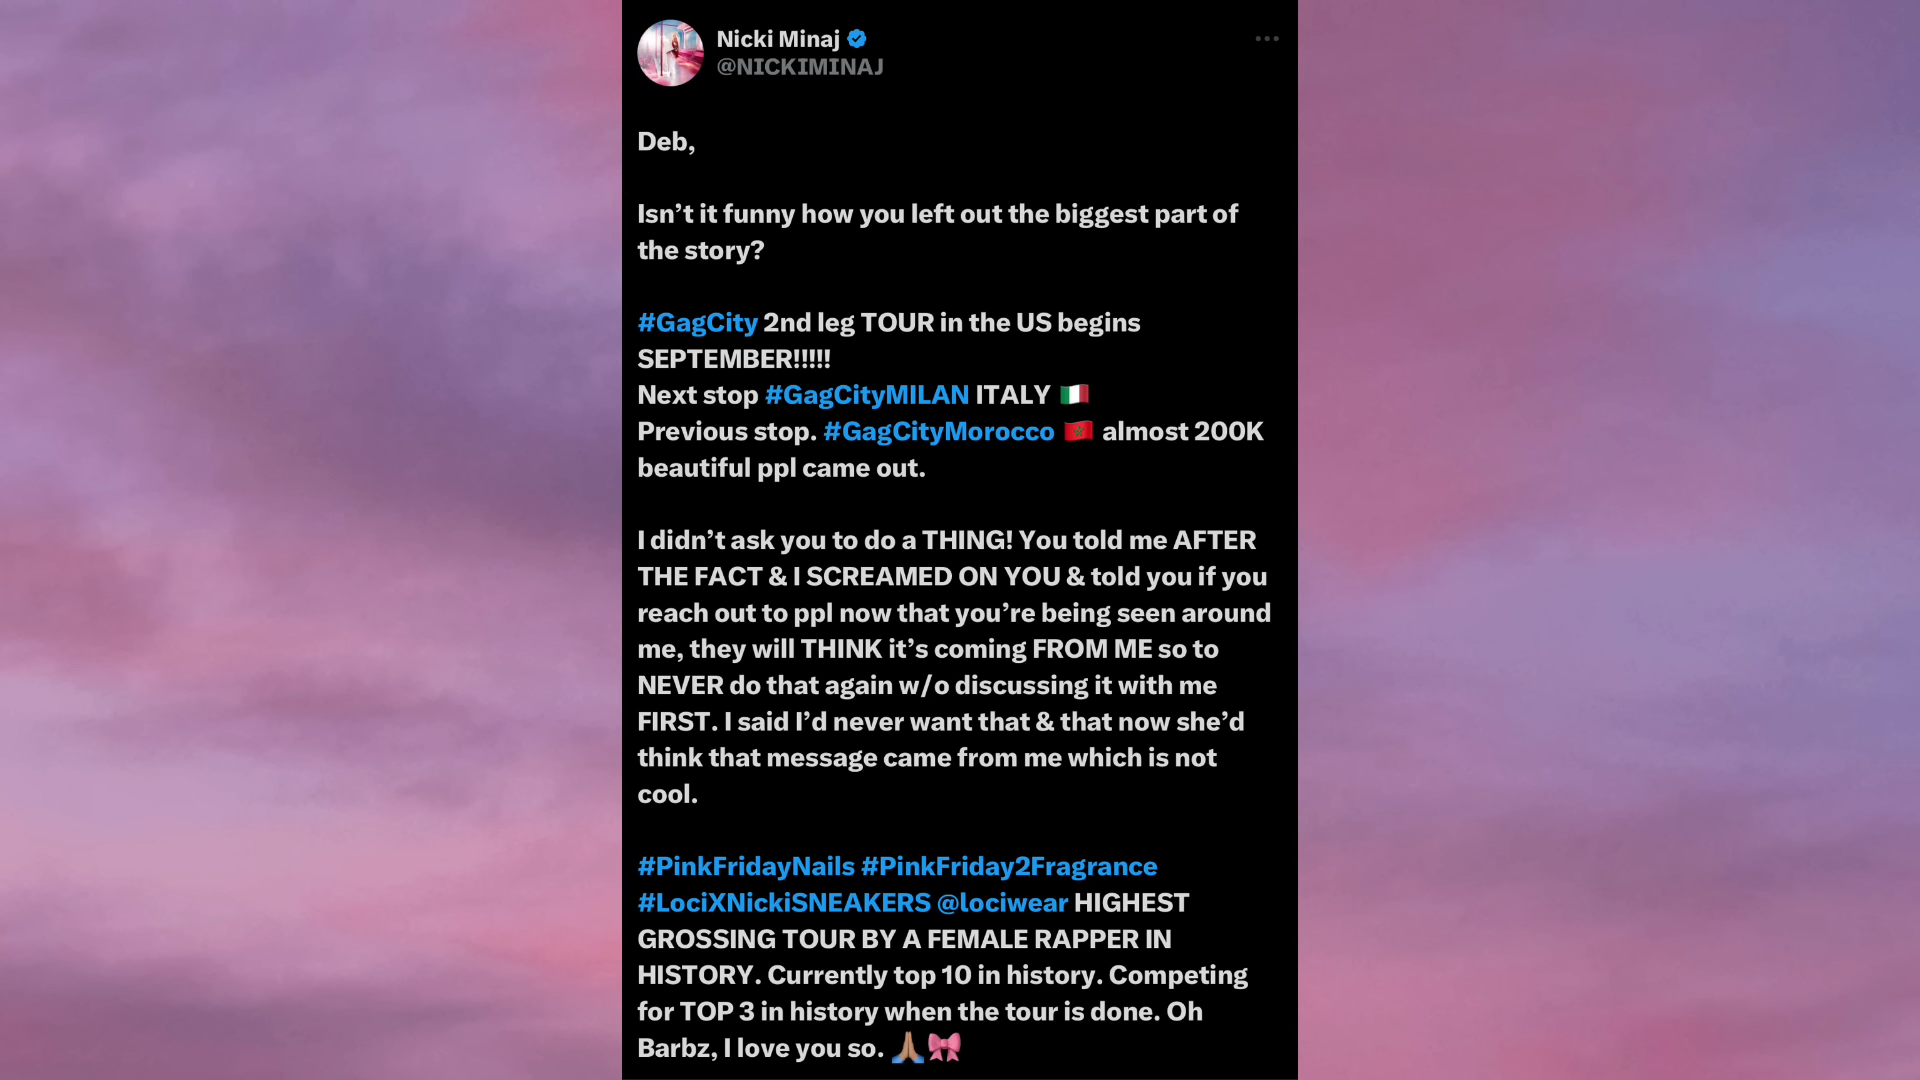 Nicki Minaj
@NICKIMINAJ
Deb,
Isn’t it funny how you left out the biggest part of
the story?
#GagCity 2nd leg TOUR in the US begins
SEPTEMBER!!!!!
Next stop #GagCityMILAN ITALY 🇮🇹
Previous stop. #GagCityMorocco 🇲🇦 almost 200K
beautiful ppl came out.
I didn’t ask you to do a THING! You told me AFTER
THE FACT & I SCREAMED ON YOU & told you if you
reach out to ppl now that you’re being seen around
me, they will THINK it’s coming FROM ME so to
NEVER do that again w/o discussing it with me
FIRST. I said I’d never want that & that now she’d
think that message came from me which is not
cool.
#PinkFridayNails #PinkFriday2Fragrance
#LociXNickiSNEAKERS @lociwear HIGHEST
GROSSING TOUR BY A FEMALE RAPPER IN
HISTORY. Currently top 10 in history. Competing
for TOP 3 in history when the tour is done. Oh
Barbz, I love you so. 🙏🏽🎀